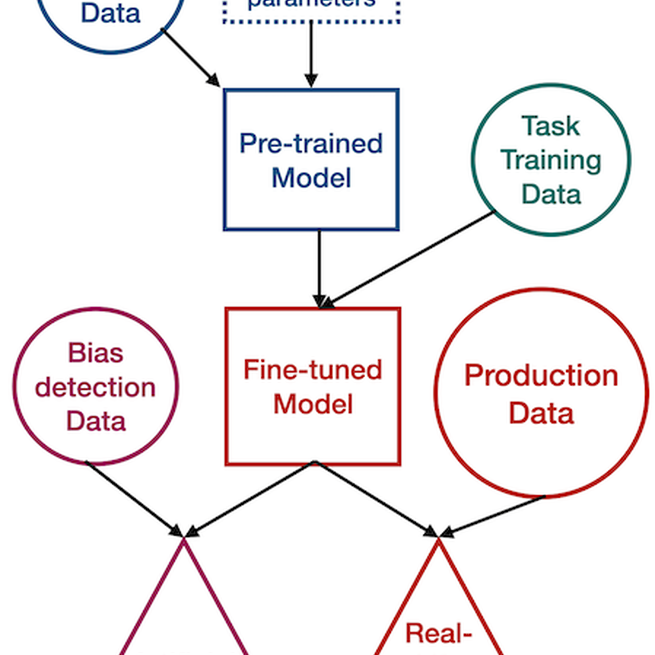 Data
parameters
Pre-trained
Model
Task
Training
Data
Bias
detection
Data
Fine-tuned
Model
Production
Data
Real-